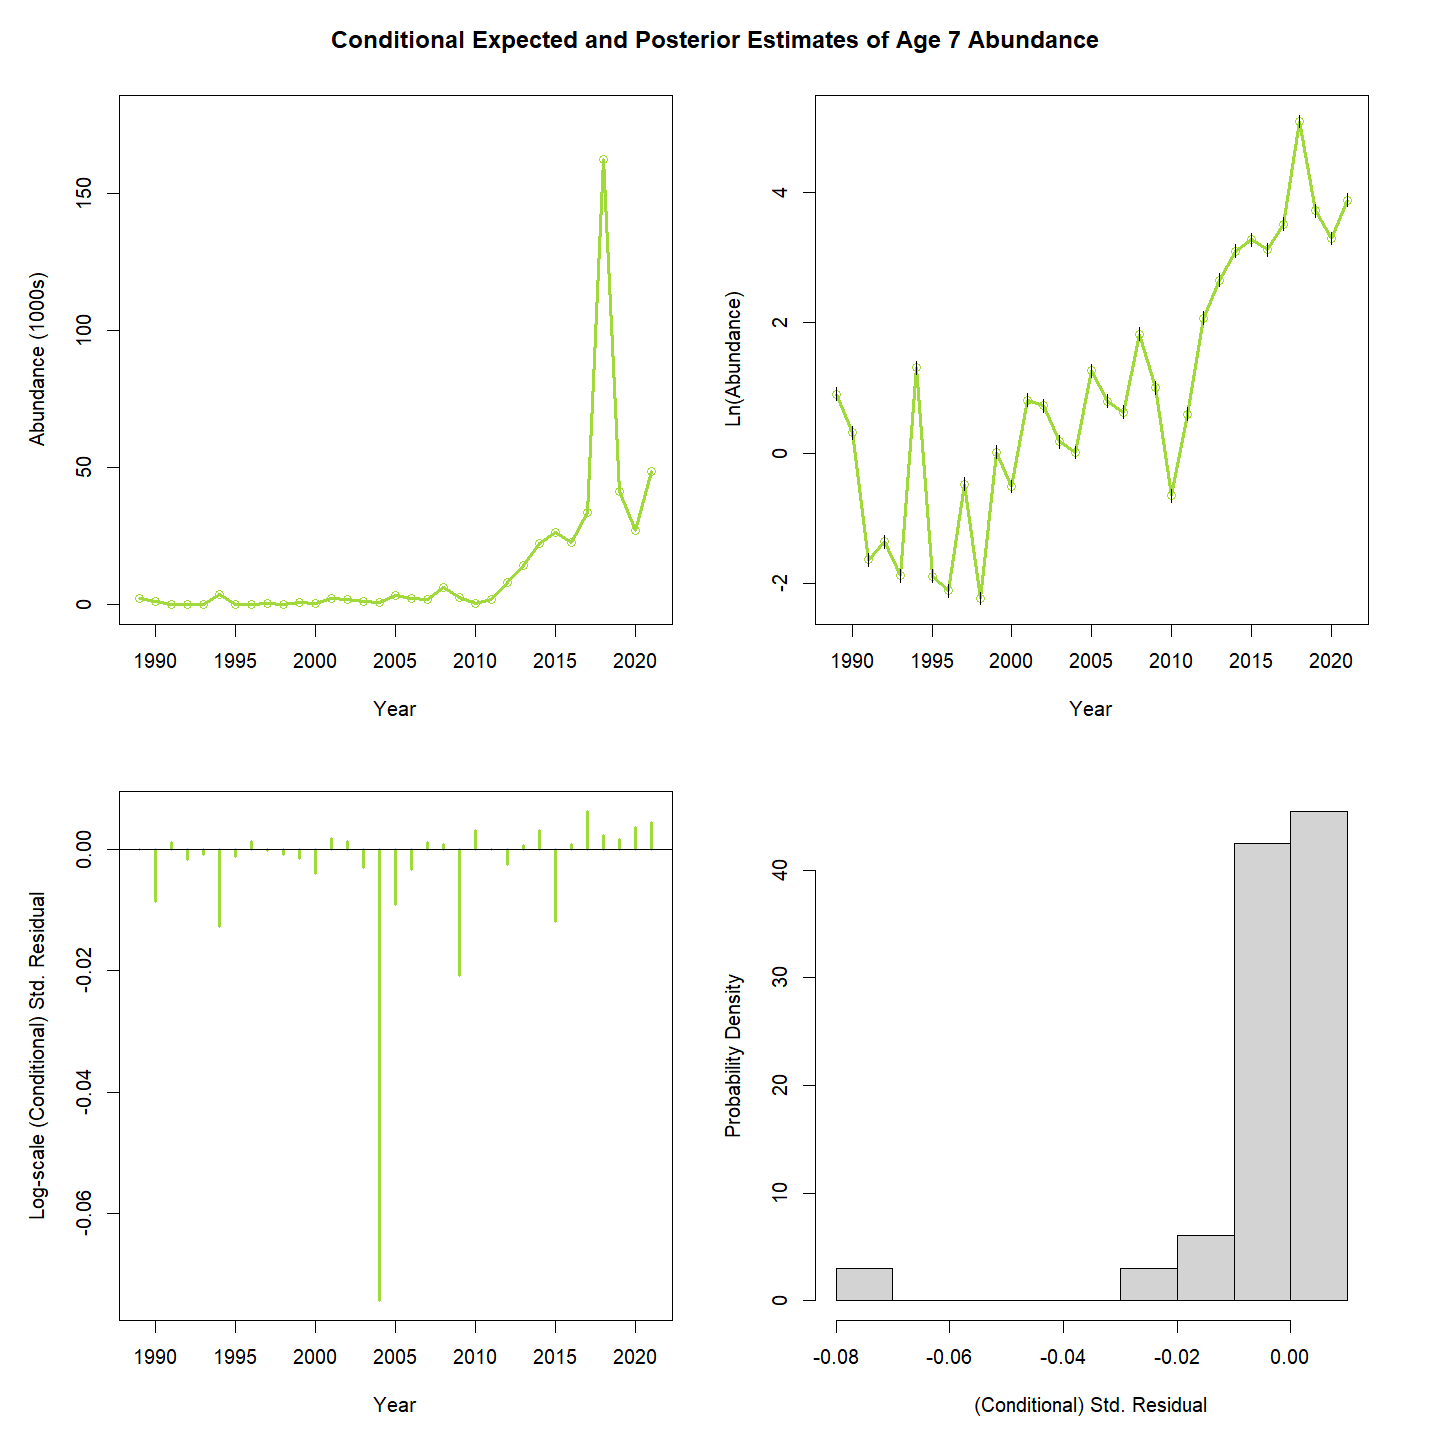 Conditional Expected and Posterior Estimates of Age 7 Abundance
Abundance (1000s)
150
100
50
0
1990 1995 2000 2005 2010 2015 2020
Year
Ln(Abundance)
4
2
0
-2
1990 1995 2000 2005 2010 2015 2020
Year
Log-scale (Conditional) Std. Residual
0.00
-0.02
-0.04
-0.06
1990 1995 2000 2005 2010 2015 2020
Year
Probability Density
40
30
20
10
0
-0.08 -0.06 -0.04 -0.02 0.00
(Conditional) Std. Residual